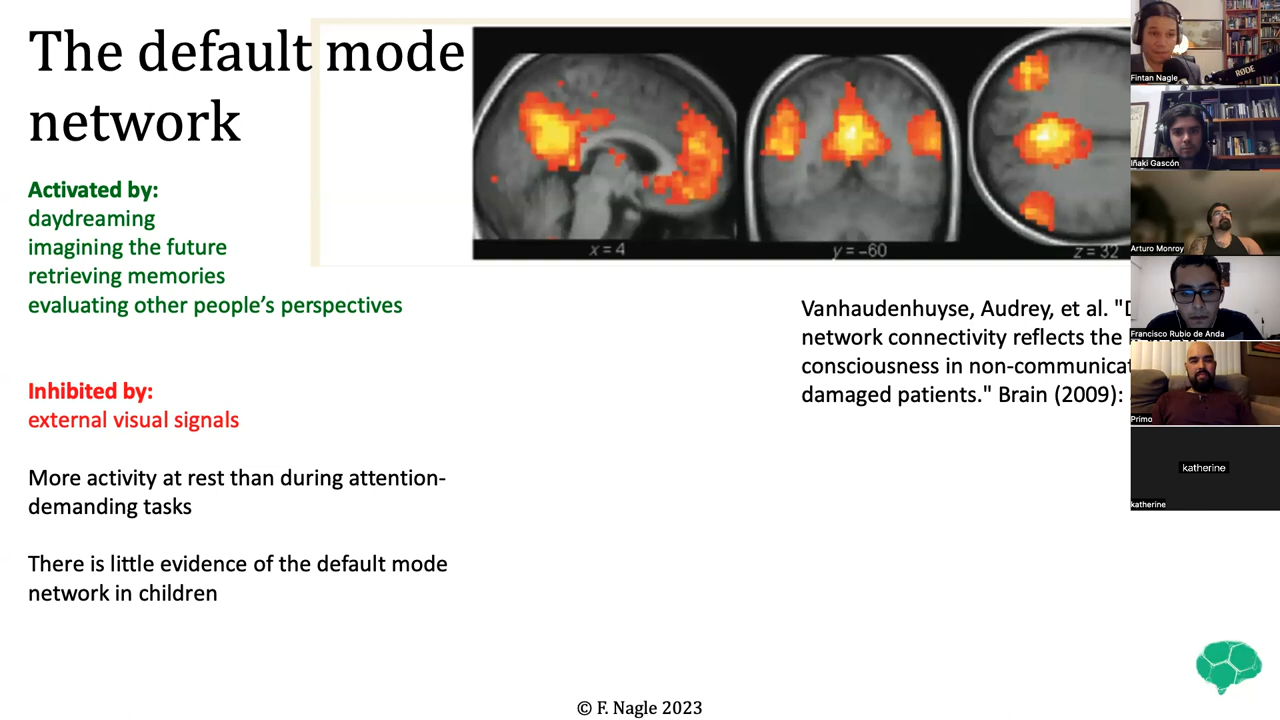 The default mode
network
Activated by:
daydreaming
imagining the future
retrieving memories
evaluating other people's perspectives
Inhibited by:
external visual signals
More activity at rest than during attention-
demanding tasks
There is little evidence of the default mode
network in children
x = 4
y = -60
z = 32
Vanhaudenhuyse, Audrey, et al. "D
network connectivity reflects the
consciousness in non-communicat
damaged patients." Brain (2009):
© F. Nagle 2023
RØDE
Fintan Nagle
Iñaki Gascón
Arturo Monroy
Francisco Rubio de Anda
Primo
katherine
katherine